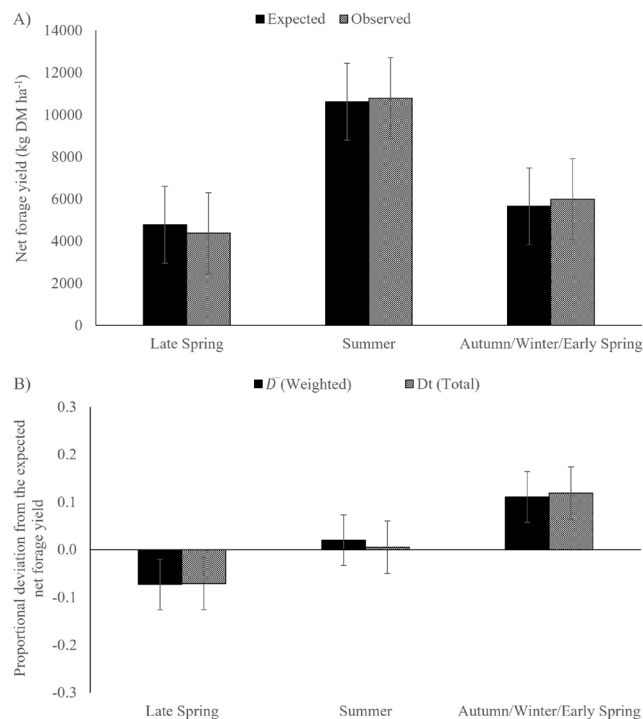 A)
Expected Observed
Net forage yield (kg DM ha⁻¹)
14000
12000
10000
8000
6000
4000
2000
0
Late Spring Summer Autumn/Winter/Early Spring
B)
D̅ (Weighted) Dt (Total)
Proportional deviation from the expected
net forage yield
0.3
0.2
0.1
0.0
-0.1
-0.2
-0.3
Late Spring Summer Autumn/Winter/Early Spring